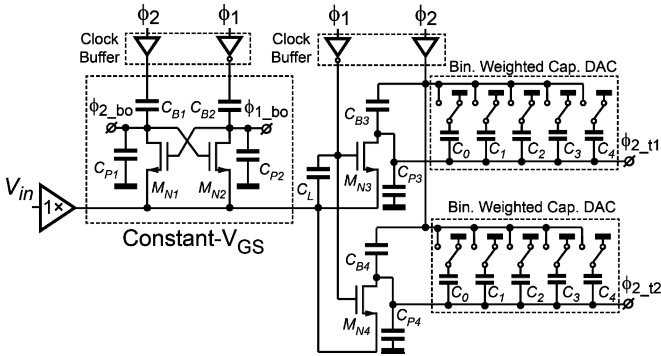 ϕ2 ϕ1 ϕ1 ϕ2
Clock Buffer
Clock Buffer
Bin. Weighted Cap. DAC
ϕ2_bo CB1 CB2 ϕ1_bo
CB3
C0 C1 C2 C3 C4
ϕ2_t1
CP1 MN1 MN2 CP2
CL MN3 CP3
Vin 1×
Constant-VGS
Bin. Weighted Cap. DAC
CB4
C0 C1 C2 C3 C4
ϕ2_t2
MN4 CP4